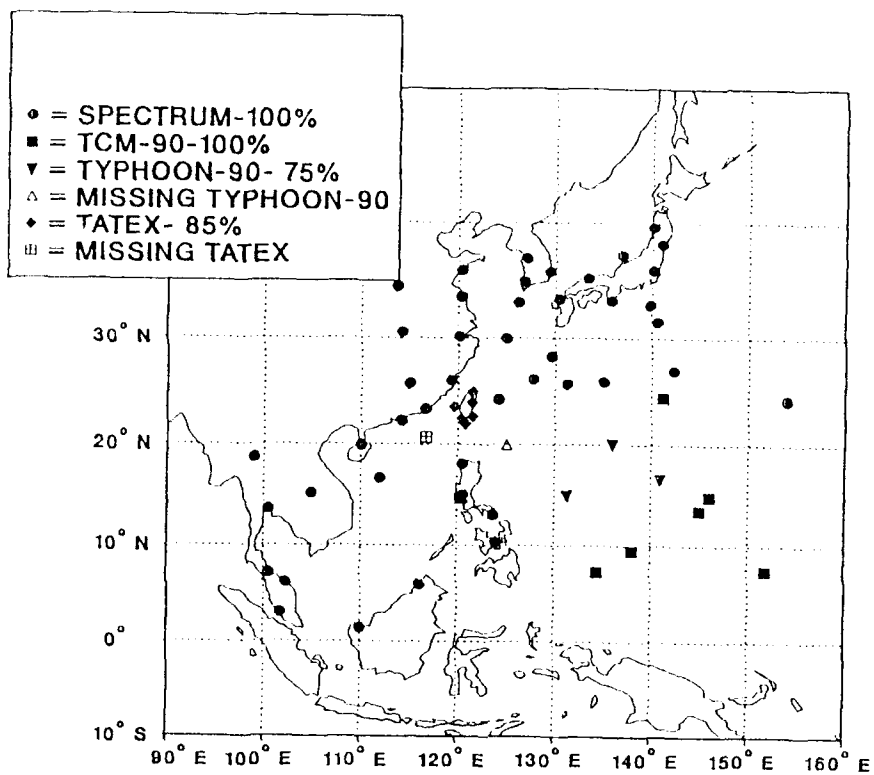 ● = SPECTRUM-100%
■ = TCM-90-100%
▼ = TYPHOON-90- 75%
△ = MISSING TYPHOON-90
◆ = TATEX- 85%
⊞ = MISSING TATEX
30° N
20° N
10° N
0°
10° S
90° E 100° E 110° E 120° E 130° E 140° E 150° E 160° E